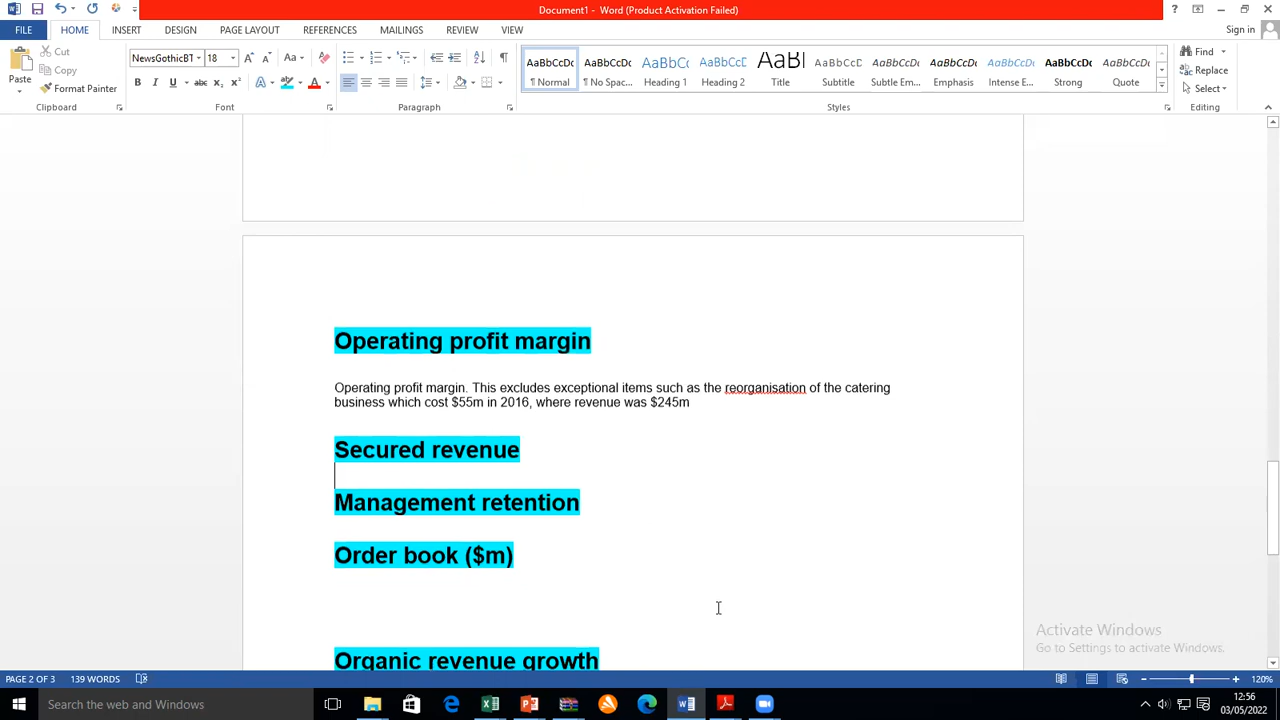 Document1 - Word (Product Activation Failed)
FILE HOME INSERT DESIGN PAGE LAYOUT REFERENCES MAILINGS REVIEW VIEW Sign in
Paste
Cut
Copy
Format Painter
Clipboard
NewsGothicBT 18
Font
Paragraph
AaBbCcDc AaBbCcDc AaBbCc AaBbCcD AaBl AaBbCcD AaBbCcDc AaBbCcDc AaBbCcDc AaBbCcDc AaBbCcDc
¶ Normal ¶ No Spac... Heading 1 Heading 2 Title Subtitle Subtle Em... Emphasis Intense E... Strong Quote
Styles
Find
Replace
Select
Editing
Operating profit margin
Operating profit margin. This excludes exceptional items such as the reorganisation of the catering
business which cost $55m in 2016, where revenue was $245m
Secured revenue
Management retention
Order book ($m)
Organic revenue growth
Activate Windows
Go to Settings to activate Windows.
PAGE 2 OF 3 139 WORDS 120%
Search the web and Windows
12:56
03/05/2022